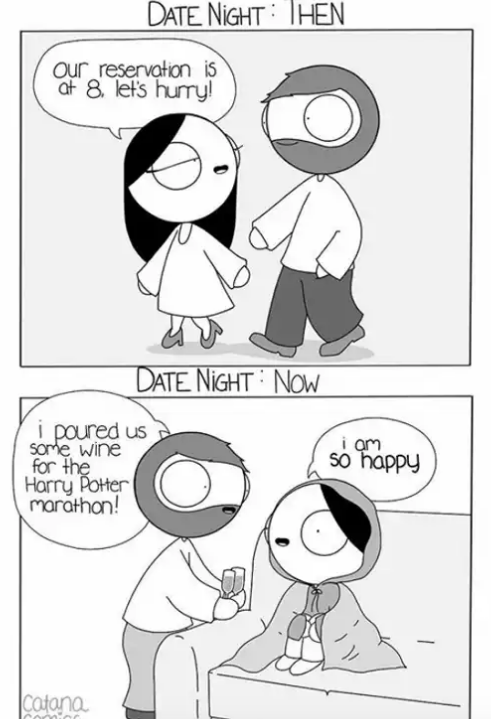 DATE NIGHT: THEN
our reservation is
at 8, let's hurry!
DATE NIGHT: NOW
i poured us
some wine
for the
Harry Potter
marathon!
i am
so happy
Catana
comics